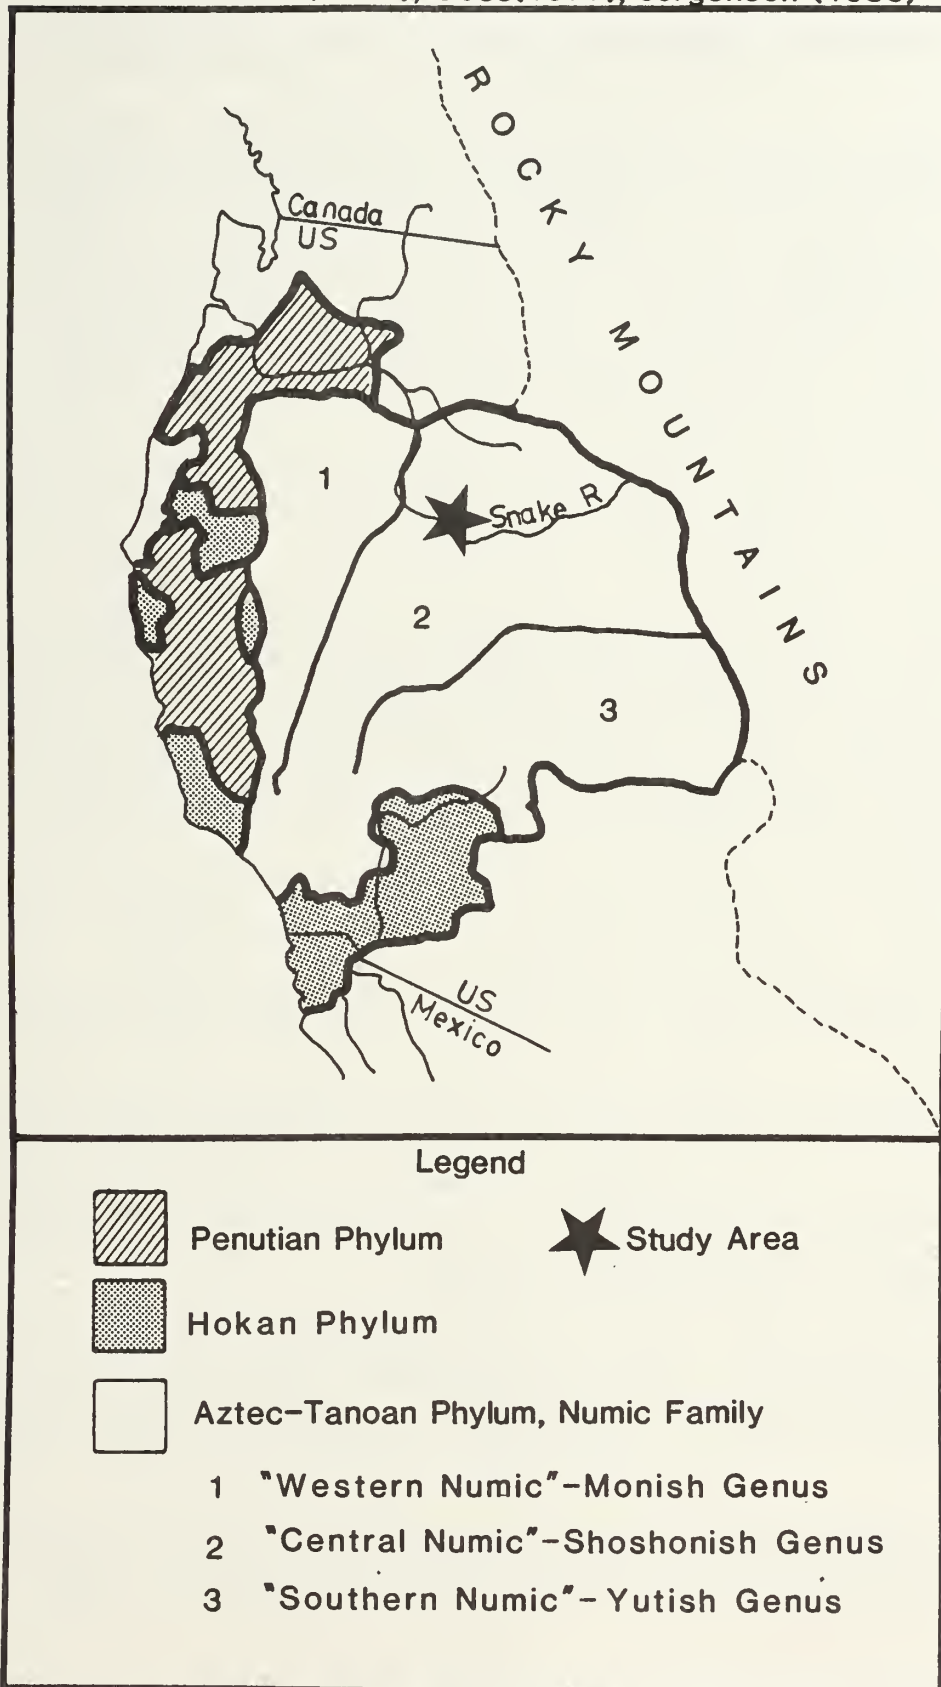 ROCKY MOUNTAINS
Canada
US
1
Snake R
2
3
US
Mexico
Legend
Penutian Phylum
Study Area
Hokan Phylum
Aztec-Tanoan Phylum, Numic Family
1 "Western Numic"-Monish Genus
2 "Central Numic"-Shoshonish Genus
3 "Southern Numic"-Yutish Genus